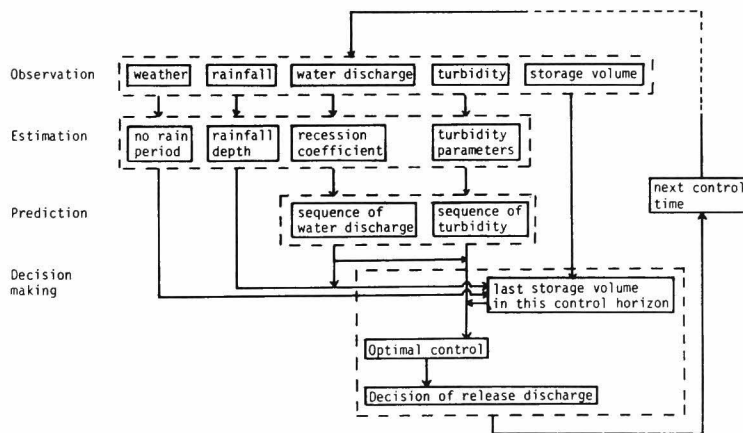 Observation
weather
rainfall
water discharge
turbidity
storage volume
Estimation
no rain
period
rainfall
depth
recession
coefficient
turbidity
parameters
next control
time
Prediction
sequence of
water discharge
sequence of
turbidity
Decision
making
last storage volume
in this control horizon
Optimal control
Decision of release discharge